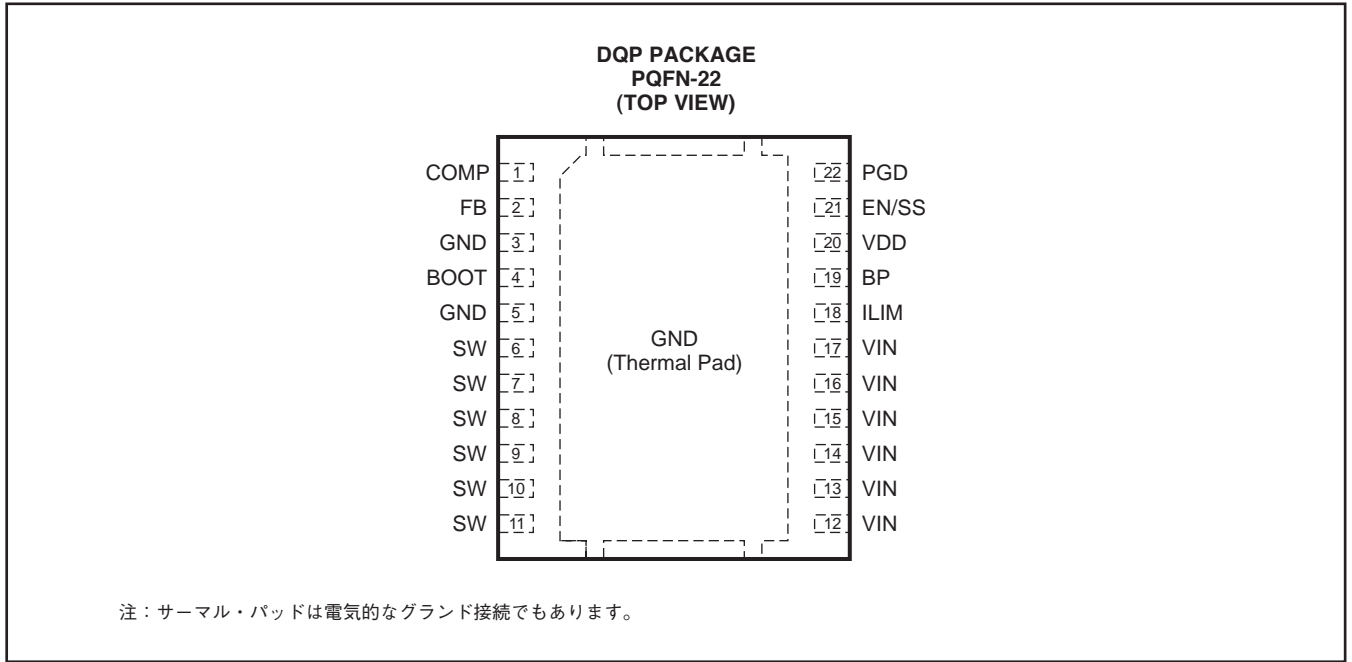 DQP PACKAGE
PQFN-22
(TOP VIEW)
COMP 1
FB 2
GND 3
BOOT 4
GND 5
SW 6
SW 7
SW 8
SW 9
SW 10
SW 11
GND
(Thermal Pad)
22 PGD
21 EN/SS
20 VDD
19 BP
18 ILIM
17 VIN
16 VIN
15 VIN
14 VIN
13 VIN
12 VIN
注：サーマル・パッドは電気的なグランド接続でもあります。